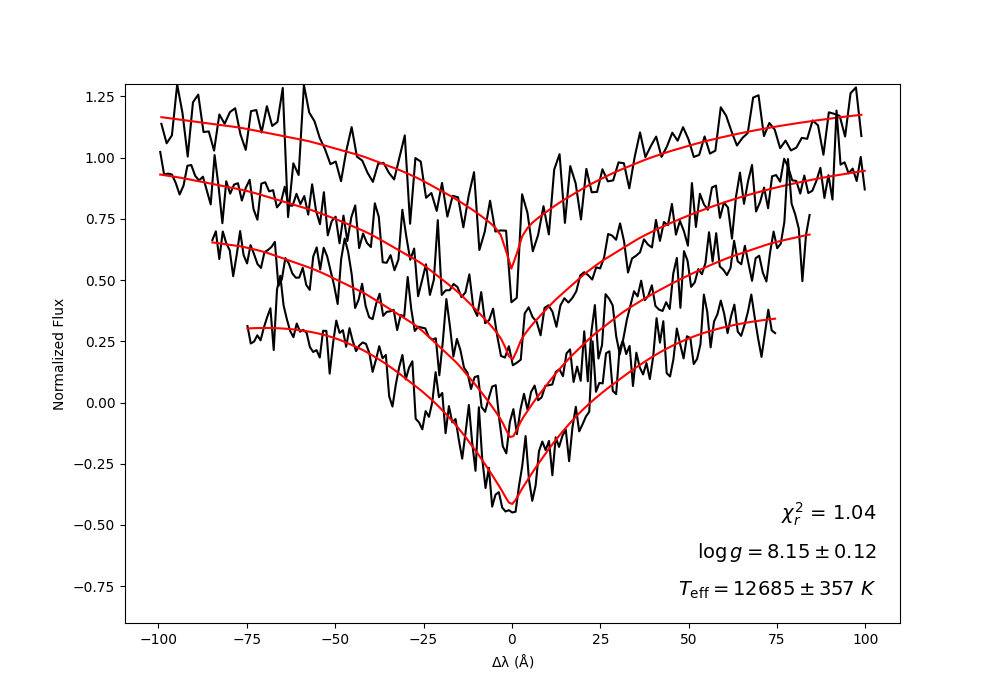 1.25
1.00
0.75
0.50
0.25
0.00
−0.25
−0.50
−0.75
Normalized Flux
χ²ᵣ = 1.04
log g = 8.15 ± 0.12
T_eff = 12685 ± 357 K
−100 −75 −50 −25 0 25 50 75 100
Δλ (Å)